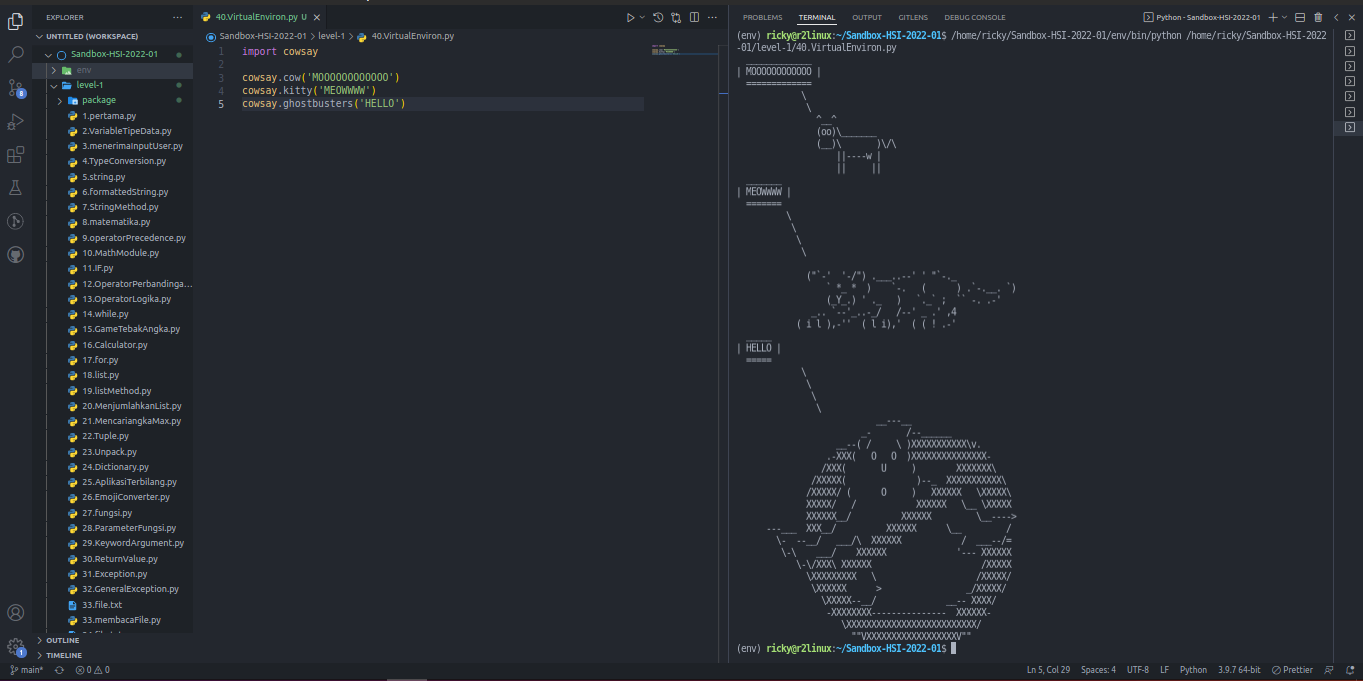 EXPLORER
UNTITLED (WORKSPACE)
Sandbox-HSI-2022-01
env
level-1
package
1.pertama.py
2.VariableTipeData.py
3.menerimaInputUser.py
4.TypeConversion.py
5.string.py
6.formattedString.py
7.StringMethod.py
8.matematika.py
9.operatorPrecedence.py
10.MathModule.py
11.IF.py
12.OperatorPerbandinga...
13.OperatorLogika.py
14.while.py
15.GameTebakAngka.py
16.Calculator.py
17.for.py
18.list.py
19.listMethod.py
20.MenjumlahkanList.py
21.MencariangkaMax.py
22.Tuple.py
23.Unpack.py
24.Dictionary.py
25.AplikasiTerbilang.py
26.EmojiConverter.py
27.fungsi.py
28.ParameterFungsi.py
29.KeywordArgument.py
30.ReturnValue.py
31.Exception.py
32.GeneralException.py
33.file.txt
33.membacaFile.py
OUTLINE
TIMELINE
8
1
40.VirtualEnviron.py U
Sandbox-HSI-2022-01 > level-1 > 40.VirtualEnviron.py
1 import cowsay
2
3 cowsay.cow('MOOOOOOOOOOOO')
4 cowsay.kitty('MEOWWWW')
5 cowsay.ghostbusters('HELLO')
PROBLEMS TERMINAL OUTPUT GITLENS DEBUG CONSOLE
Python - Sandbox-HSI-2022-01
(env) ricky@r2linux:~/Sandbox-HSI-2022-01$ /home/ricky/Sandbox-HSI-2022-01/env/bin/python /home/ricky/Sandbox-HSI-2022
-01/level-1/40.VirtualEnviron.py
| MOOOOOOOOOOOO |
=============
^__^
(oo)\_______
(__)\       )\/\
||----w |
||     ||
| MEOWWWW |
=======
| HELLO |
=====
(env) ricky@r2linux:~/Sandbox-HSI-2022-01$
main* 0 0
Ln 5, Col 29 Spaces: 4 UTF-8 LF Python 3.9.7 64-bit Prettier